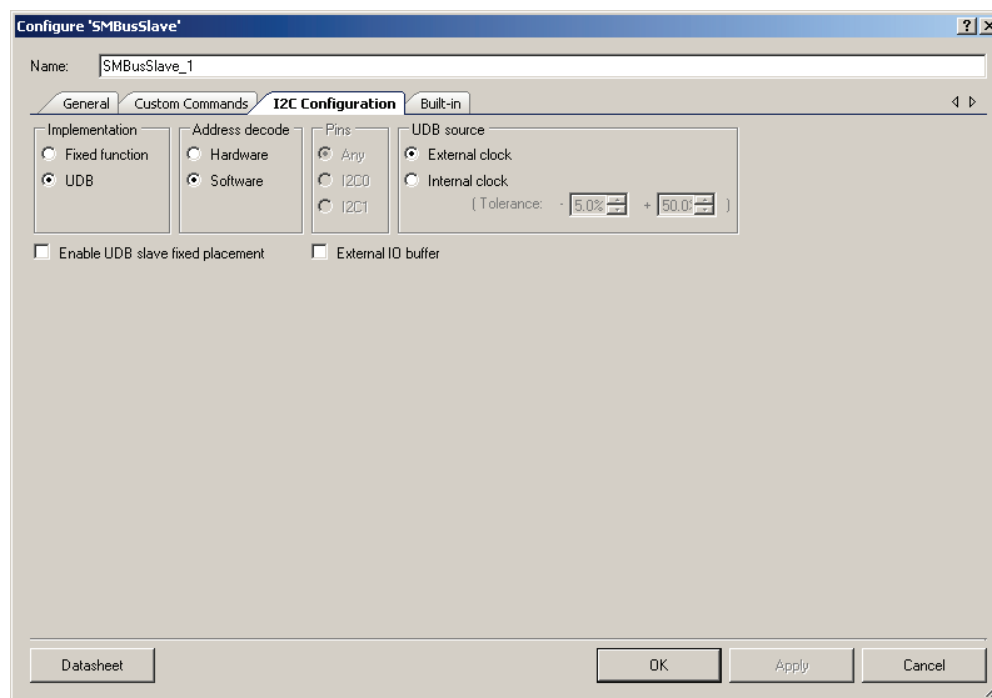 Configure 'SMBusSlave'
Name: SMBusSlave_1
General Custom Commands I2C Configuration Built-in
Implementation Address decode Pins UDB source
Fixed function Hardware Any External clock
UDB Software I2C0 Internal clock
I2C1 ( Tolerance: - 5.0% + 50.0 )
Enable UDB slave fixed placement External IO buffer
Datasheet OK Apply Cancel